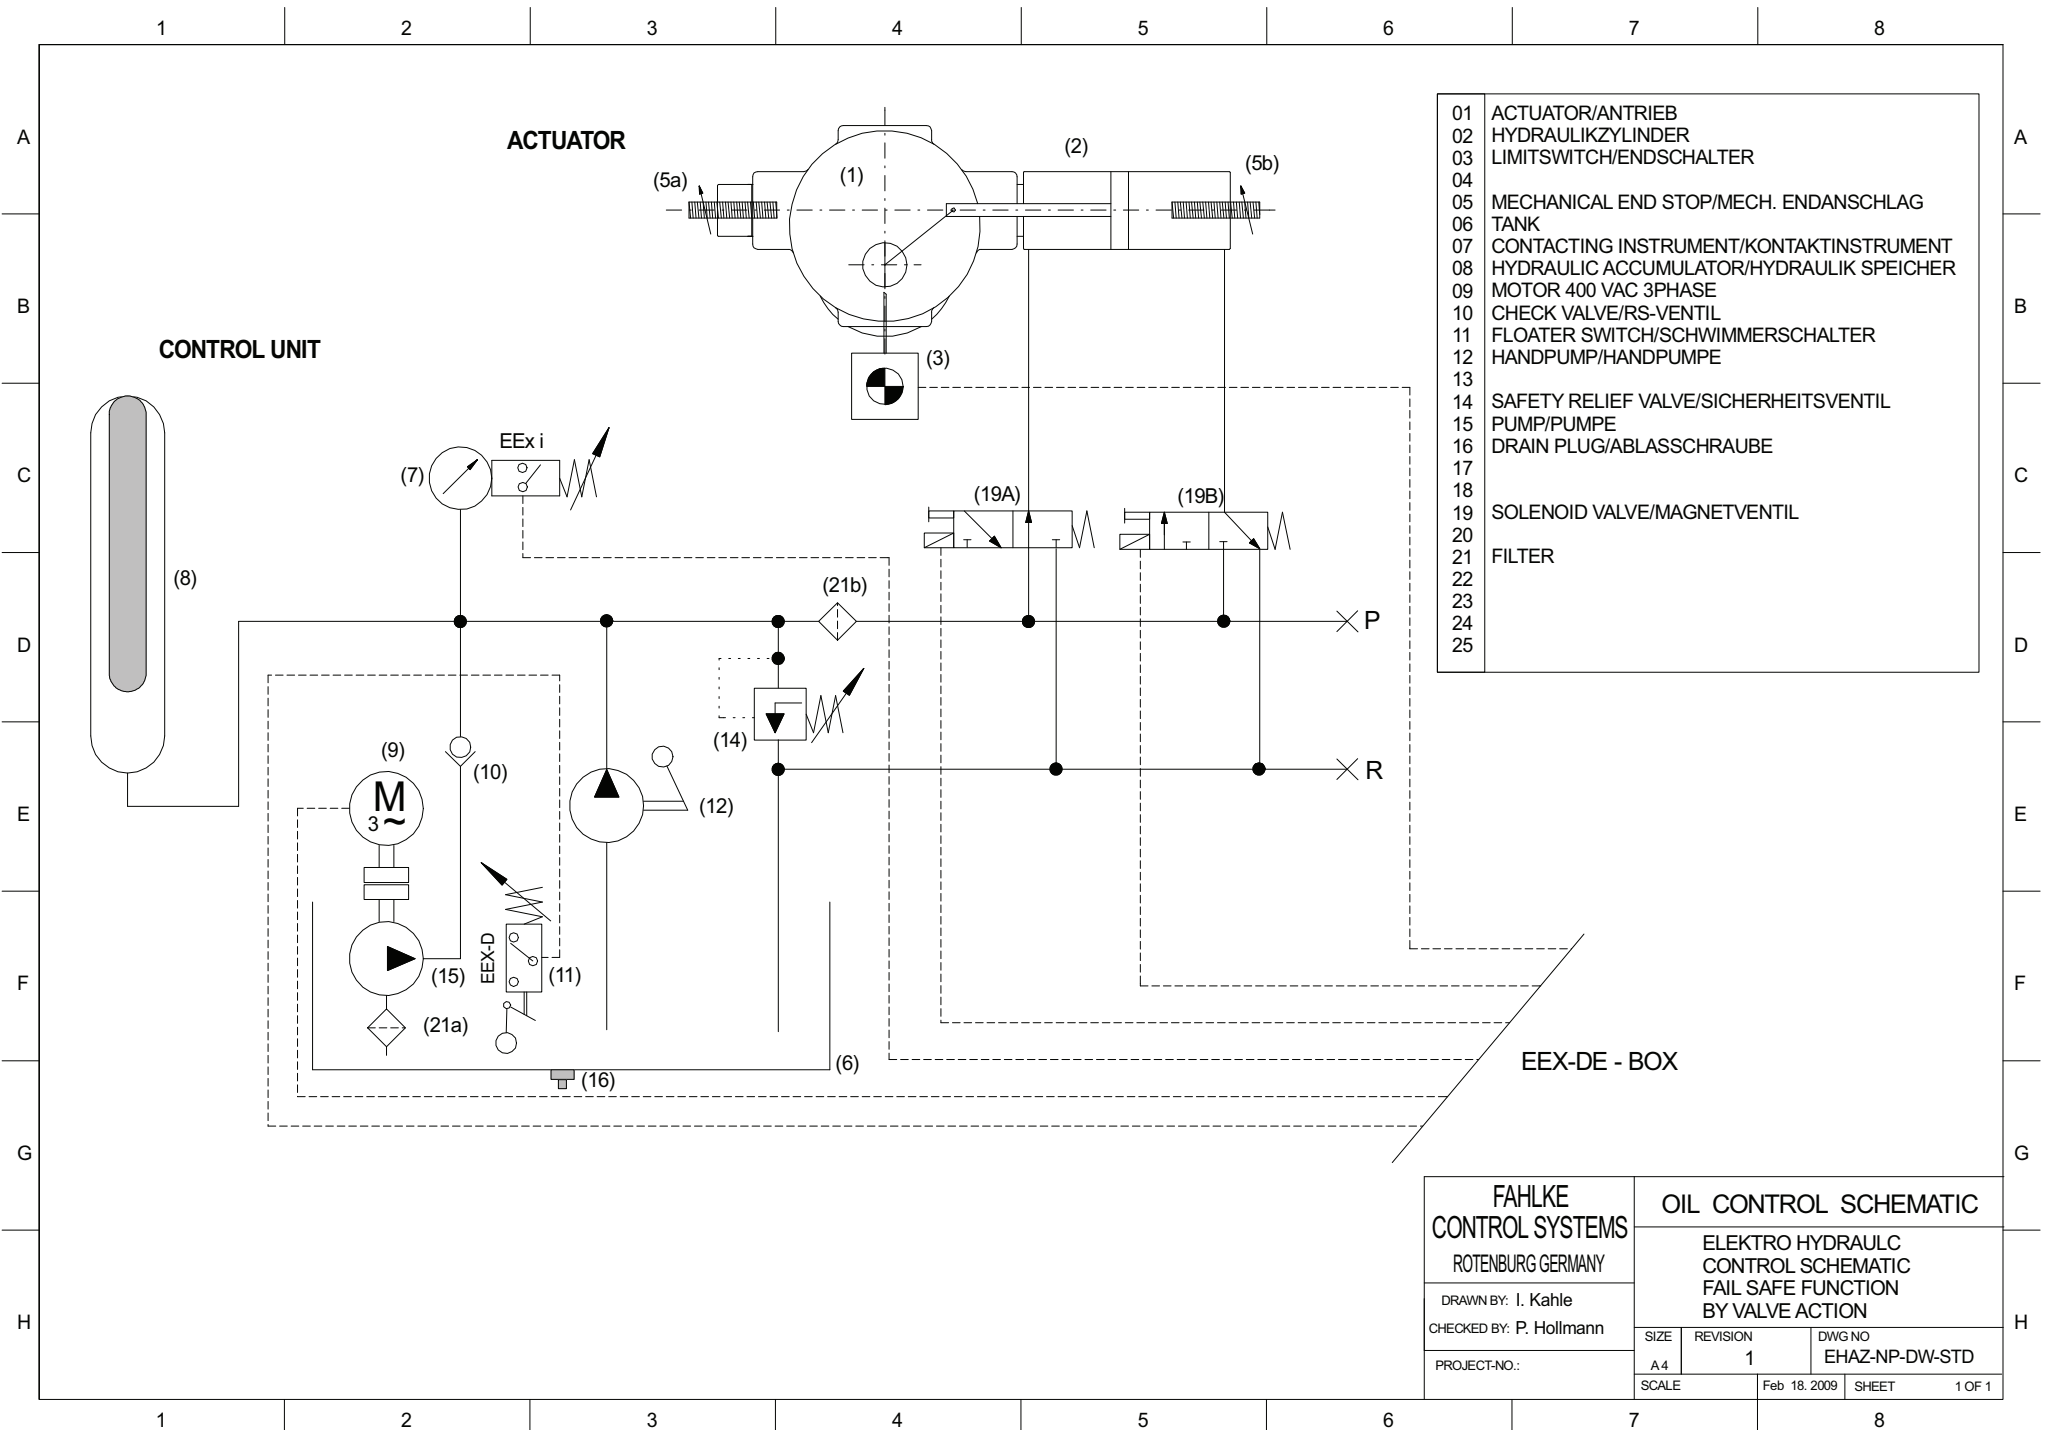 1 2 3 4 5 6 7 8
A A
ACTUATOR
(1)
(2)
(5a)
(5b)
B B
CONTROL UNIT
(3)
01 ACTUATOR/ANTRIEB
02 HYDRAULIKZYLINDER
03 LIMITSWITCH/ENDSCHALTER
04
05 MECHANICAL END STOP/MECH. ENDANSCHLAG
06 TANK
07 CONTACTING INSTRUMENT/KONTAKTINSTRUMENT
08 HYDRAULIC ACCUMULATOR/HYDRAULIK SPEICHER
09 MOTOR 400 VAC 3PHASE
10 CHECK VALVE/RS-VENTIL
11 FLOATER SWITCH/SCHWIMMERSCHALTER
12 HANDPUMP/HANDPUMPE
13
14 SAFETY RELIEF VALVE/SICHERHEITSVENTIL
15 PUMP/PUMPE
16 DRAIN PLUG/ABLASSCHRAUBE
17
18
19 SOLENOID VALVE/MAGNETVENTIL
20
21 FILTER
22
23
24
25
C C
EEx i
(7)
(19A)
(19B)
(8)
(21b)
P
D D
(14)
(9)
(10)
R
M
3 ~
(12)
E E
EEX-D
(15)
(11)
F F
(21a)
(6)
(16)
EEX-DE - BOX
G G
FAHLKE
CONTROL SYSTEMS
ROTENBURG GERMANY
DRAWN BY: I. Kahle
CHECKED BY: P. Hollmann
PROJECT-NO.:
OIL CONTROL SCHEMATIC
ELEKTRO HYDRAULC
CONTROL SCHEMATIC
FAIL SAFE FUNCTION
BY VALVE ACTION
SIZE REVISION DWG NO
A 4 1 EHAZ-NP-DW-STD
SCALE Feb 18. 2009 SHEET 1 OF 1
H H
1 2 3 4 5 6 7 8